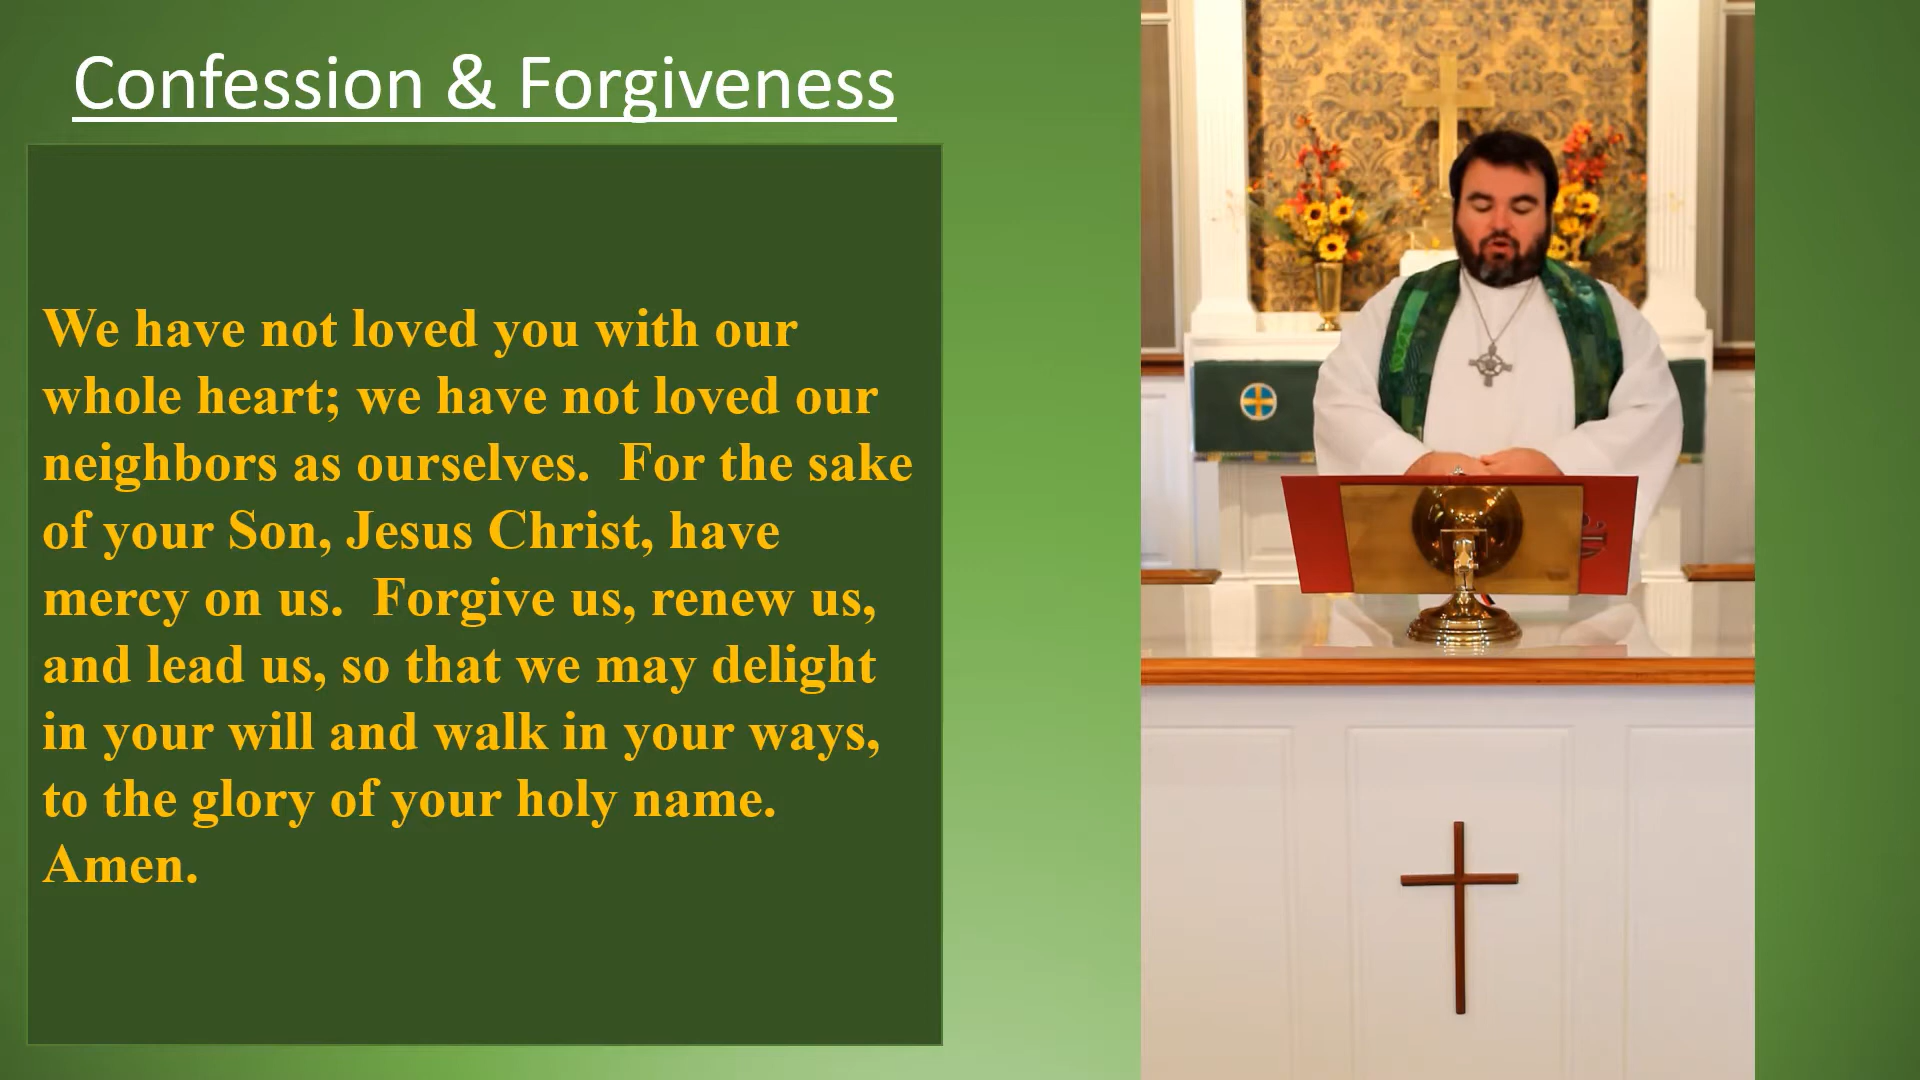 Confession & Forgiveness
We have not loved you with our
whole heart; we have not loved our
neighbors as ourselves.  For the sake
of your Son, Jesus Christ, have
mercy on us.  Forgive us, renew us,
and lead us, so that we may delight
in your will and walk in your ways,
to the glory of your holy name.
Amen.